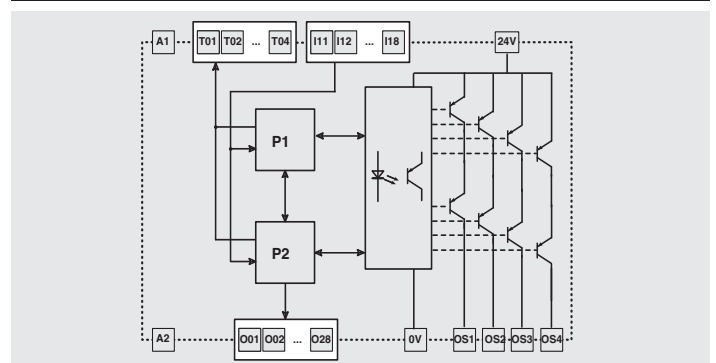 A1 T01 T02 ... T04 I11 I12 ... I18 24V
P1
P2
A2 O01 O02 ... O28 0V OS1 OS2 OS3 OS4